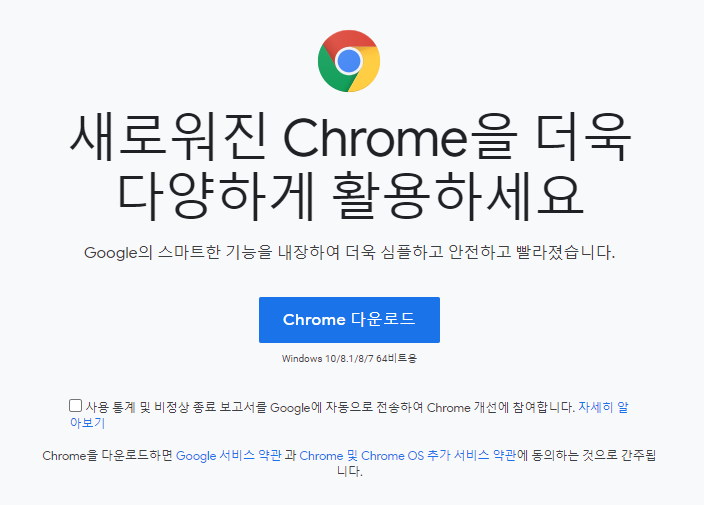 새로워진 Chrome을 더욱
다양하게 활용하세요
Google의 스마트한 기능을 내장하여 더욱 심플하고 안전하고 빨라졌습니다.
Chrome 다운로드
Windows 10/8.1/8/7 64비트용
사용 통계 및 비정상 종료 보고서를 Google에 자동으로 전송하여 Chrome 개선에 참여합니다. 자세히 알
아보기
Chrome을 다운로드하면 Google 서비스 약관 과 Chrome 및 Chrome OS 추가 서비스 약관에 동의하는 것으로 간주됩
니다.